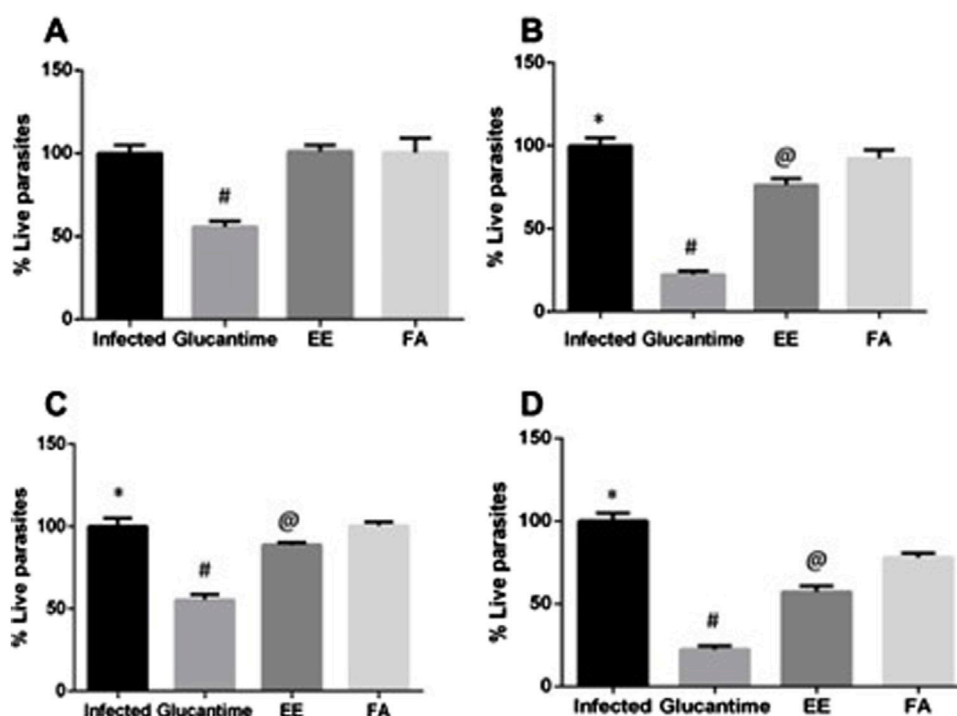 A
% Live parasites
150
100
50
0
#
Infected Glucantime EE FA
B
% Live parasites
150
100
50
0
*
#
@
Infected Glucantime EE FA
C
% Live parasites
150
100
50
0
*
#
@
Infected Glucantime EE FA
D
% Live parasites
150
100
50
0
*
#
@
Infected Glucantime EE FA